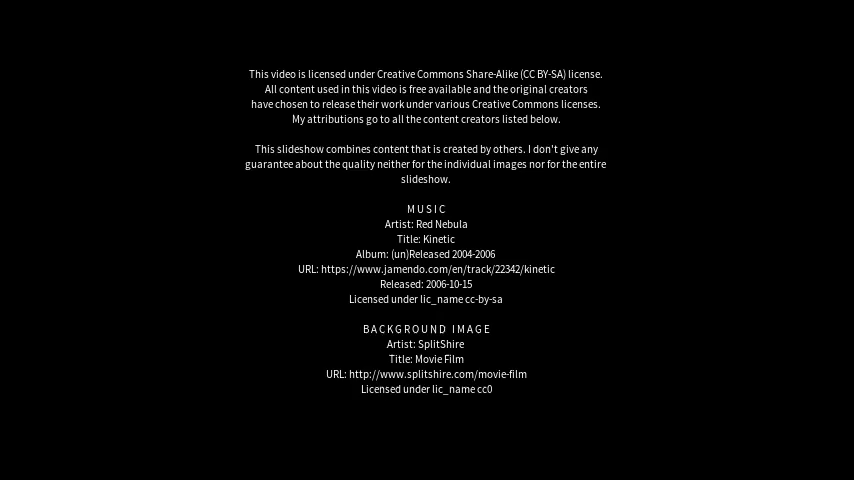 This video is licensed under Creative Commons Share-Alike (CC BY-SA) license.
All content used in this video is free available and the original creators
have chosen to release their work under various Creative Commons licenses.
My attributions go to all the content creators listed below.
This slideshow combines content that is created by others. I don't give any
guarantee about the quality neither for the individual images nor for the entire
slideshow.
MUSIC
Artist: Red Nebula
Title: Kinetic
Album: (un)Released 2004-2006
URL: https://www.jamendo.com/en/track/22342/kinetic
Released: 2006-10-15
Licensed under lic_name cc-by-sa
BACKGROUND IMAGE
Artist: SplitShire
Title: Movie Film
URL: http://www.splitshire.com/movie-film
Licensed under lic_name cc0